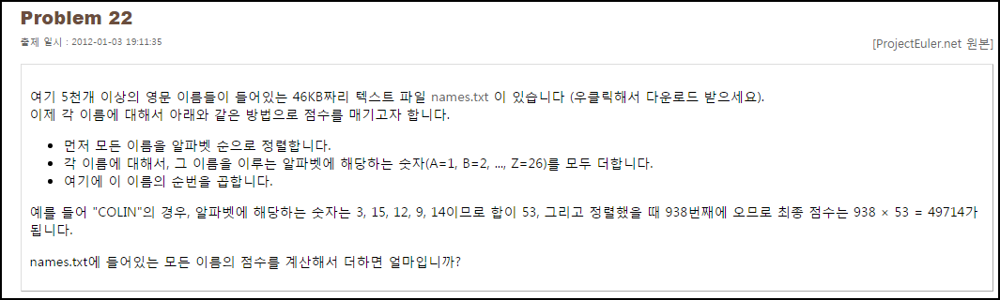 Problem 22
출제 일시 : 2012-01-03 19:11:35
[ProjectEuler.net 원본]
여기 5천개 이상의 영문 이름들이 들어있는 46KB짜리 텍스트 파일 names.txt 이 있습니다 (우클릭해서 다운로드 받으세요).
이제 각 이름에 대해서 아래와 같은 방법으로 점수를 매기고자 합니다.
• 먼저 모든 이름을 알파벳 순으로 정렬합니다.
• 각 이름에 대해서, 그 이름을 이루는 알파벳에 해당하는 숫자(A=1, B=2, ..., Z=26)를 모두 더합니다.
• 여기에 이 이름의 순번을 곱합니다.
예를 들어 "COLIN"의 경우, 알파벳에 해당하는 숫자는 3, 15, 12, 9, 14이므로 합이 53, 그리고 정렬했을 때 938번째에 오므로 최종 점수는 938 × 53 = 49714가
됩니다.
names.txt에 들어있는 모든 이름의 점수를 계산해서 더하면 얼마입니까?